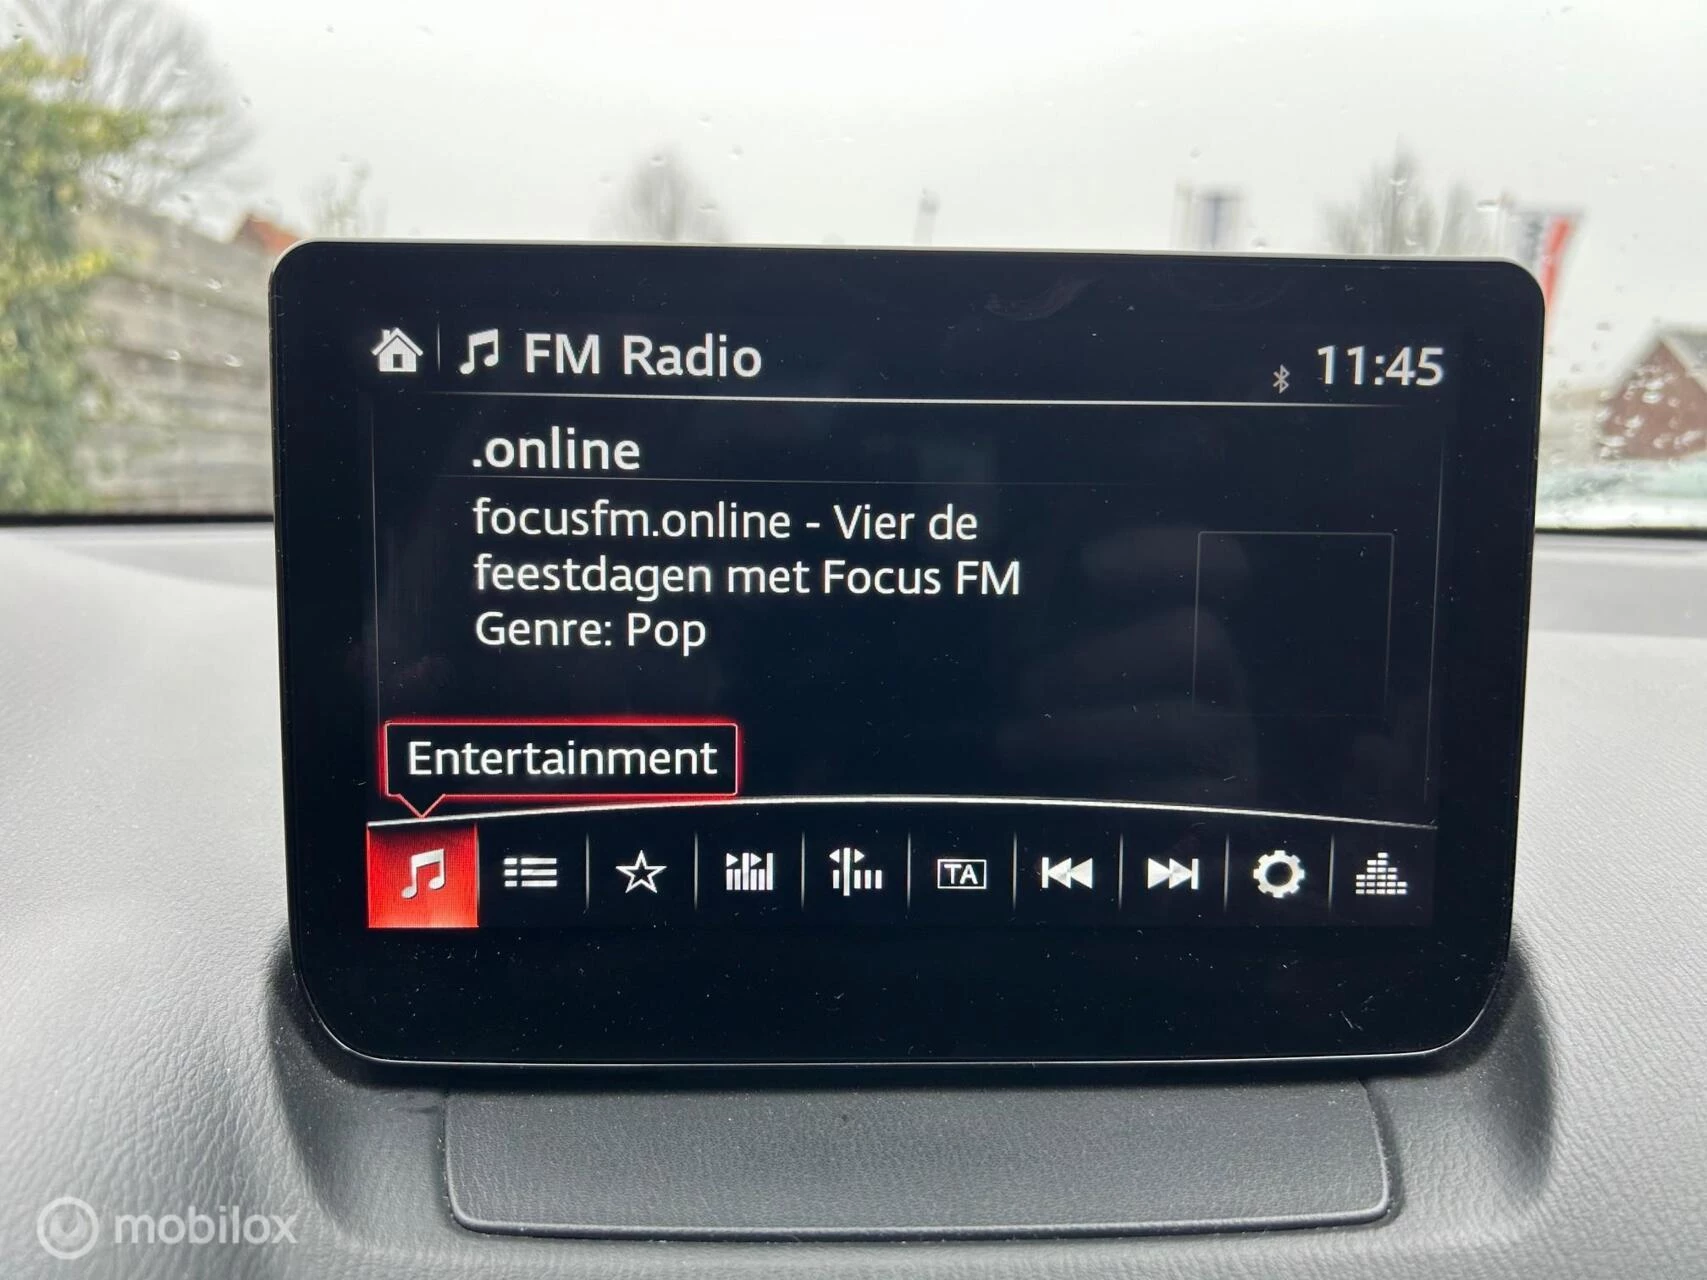 FM Radio
11:45
.online
focusfm.online - Vier de
feestdagen met Focus FM
Genre: Pop
Entertainment
TA
mobilox